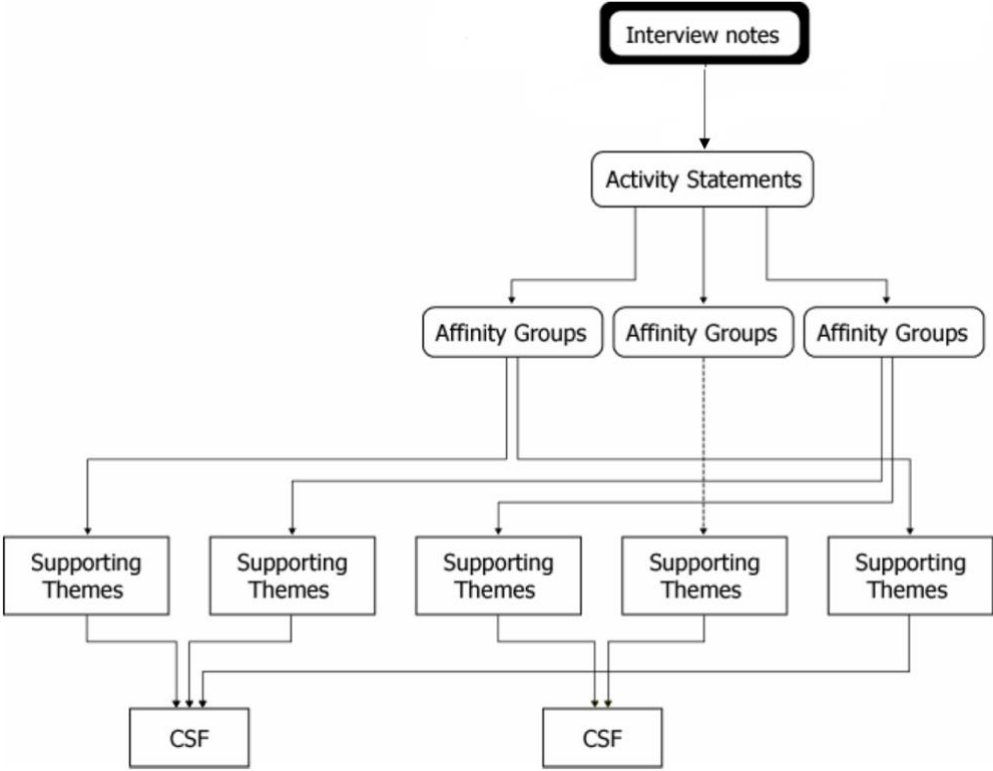 Interview notes
Activity Statements
Affinity Groups
Affinity Groups
Affinity Groups
Supporting
Themes
Supporting
Themes
Supporting
Themes
Supporting
Themes
Supporting
Themes
CSF
CSF